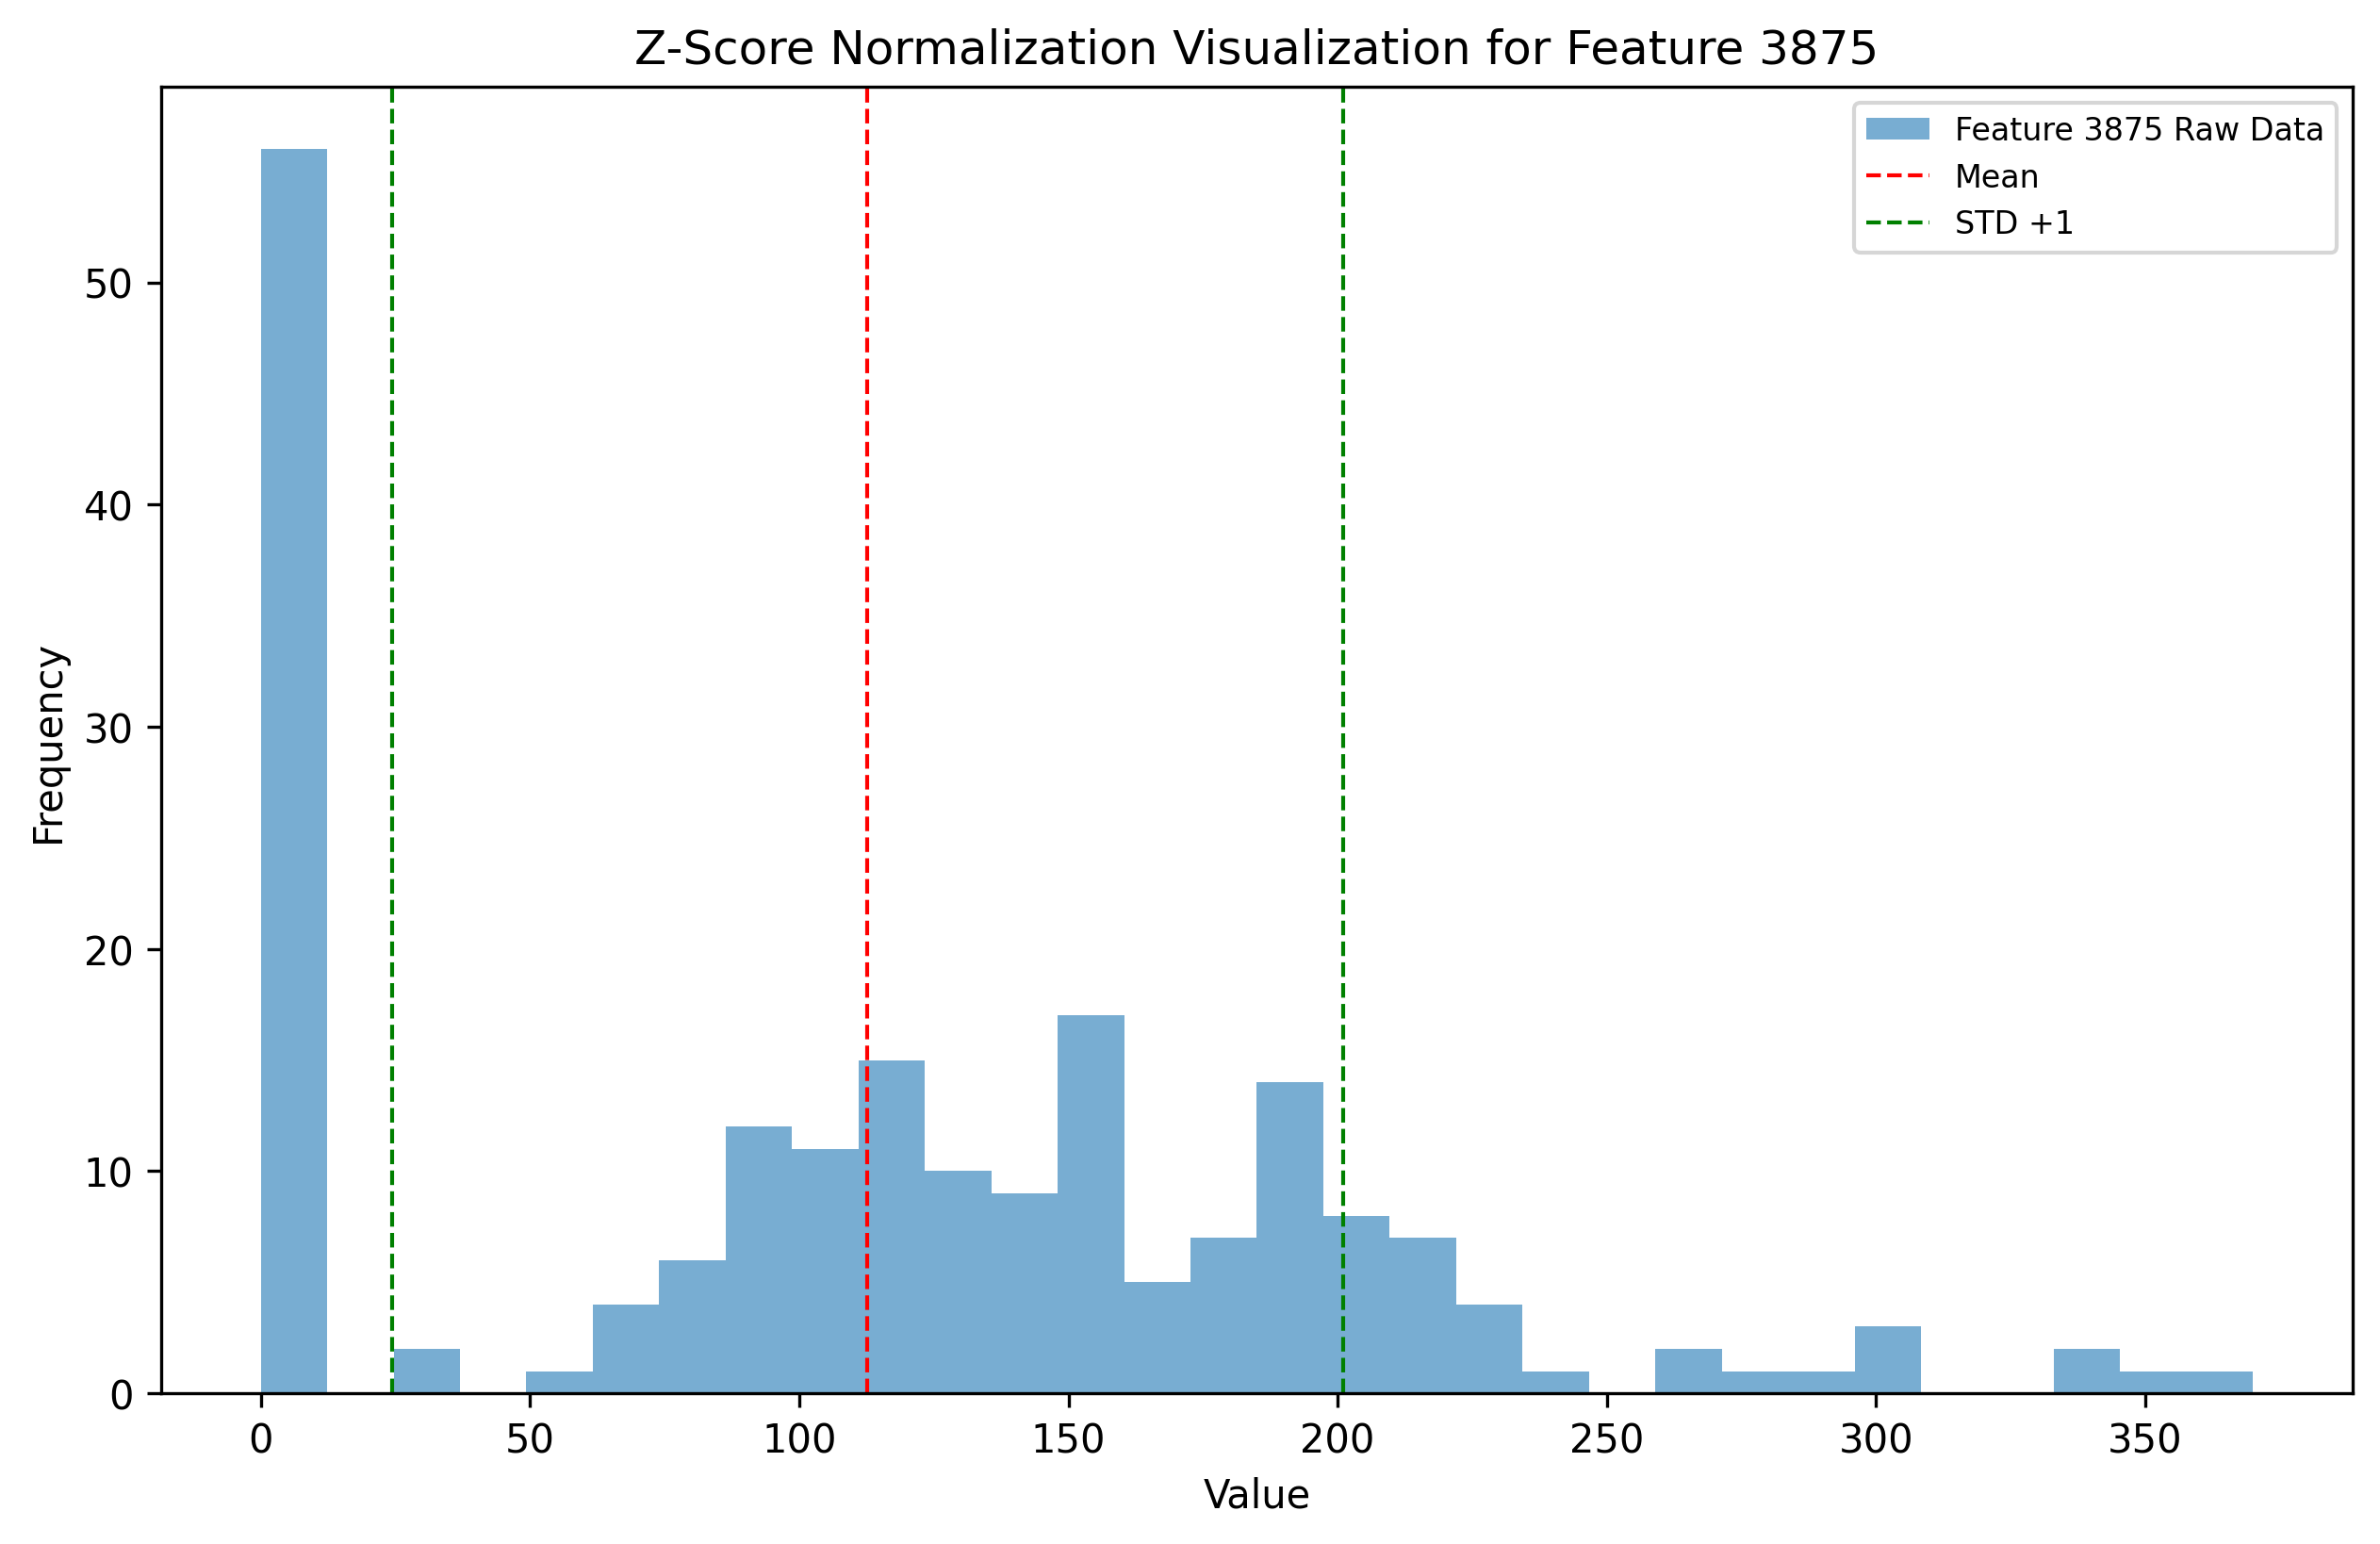 Z-Score Normalization Visualization for Feature 3875
Feature 3875 Raw Data
Mean
STD +1
Frequency
50
40
30
20
10
0
0 50 100 150 200 250 300 350
Value